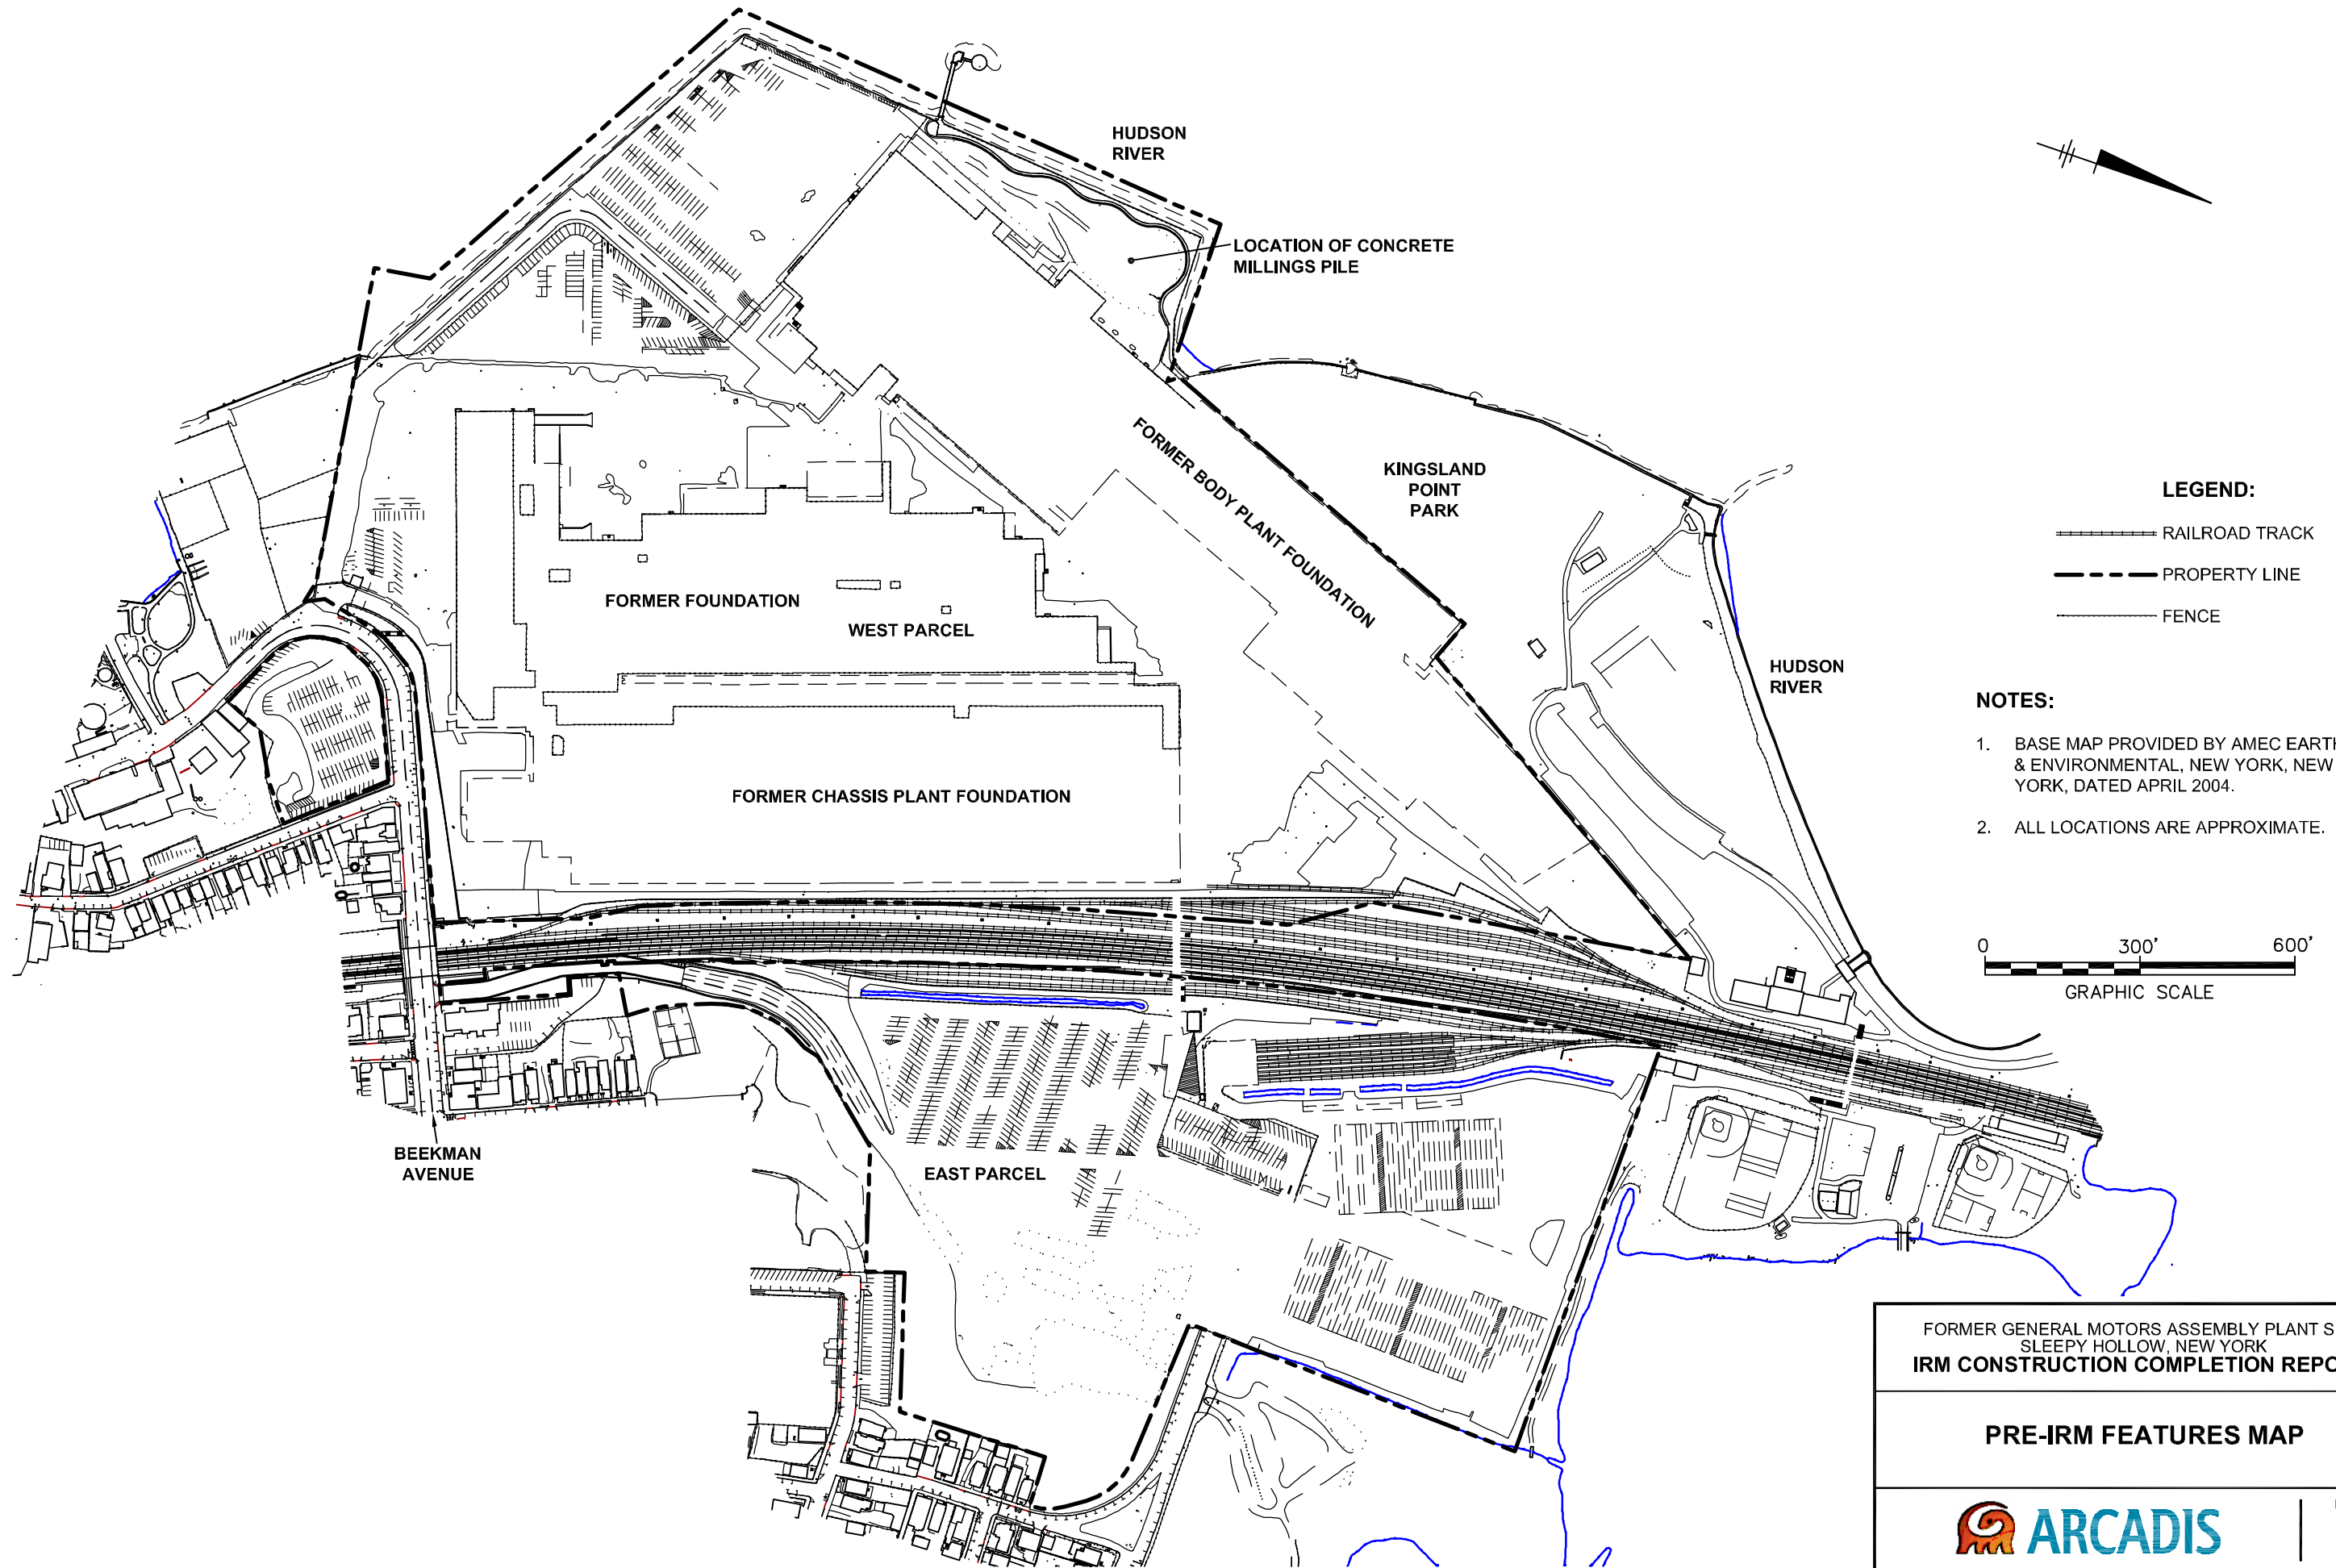 HUDSON
RIVER
LOCATION OF CONCRETE
MILLINGS PILE
FORMER BODY PLANT FOUNDATION
KINGSLAND
POINT
PARK
FORMER FOUNDATION
WEST PARCEL
HUDSON
RIVER
FORMER CHASSIS PLANT FOUNDATION
BEEKMAN
AVENUE
EAST PARCEL
LEGEND:
RAILROAD TRACK
PROPERTY LINE
FENCE
NOTES:
1. BASE MAP PROVIDED BY AMEC EARTH
& ENVIRONMENTAL, NEW YORK, NEW
YORK, DATED APRIL 2004.
2. ALL LOCATIONS ARE APPROXIMATE.
0 300' 600'
GRAPHIC SCALE
FORMER GENERAL MOTORS ASSEMBLY PLANT S
SLEEPY HOLLOW, NEW YORK
IRM CONSTRUCTION COMPLETION REPO
PRE-IRM FEATURES MAP
ARCADIS